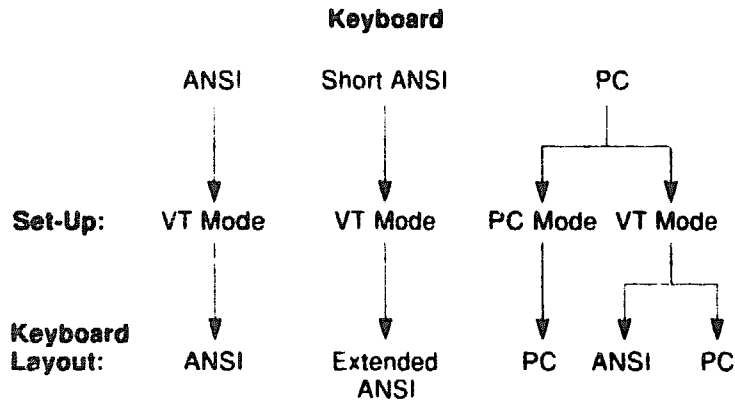 Keyboard
ANSI Short ANSI PC
Set-Up: VT Mode VT Mode PC Mode VT Mode
Keyboard
Layout: ANSI Extended PC ANSI PC
ANSI